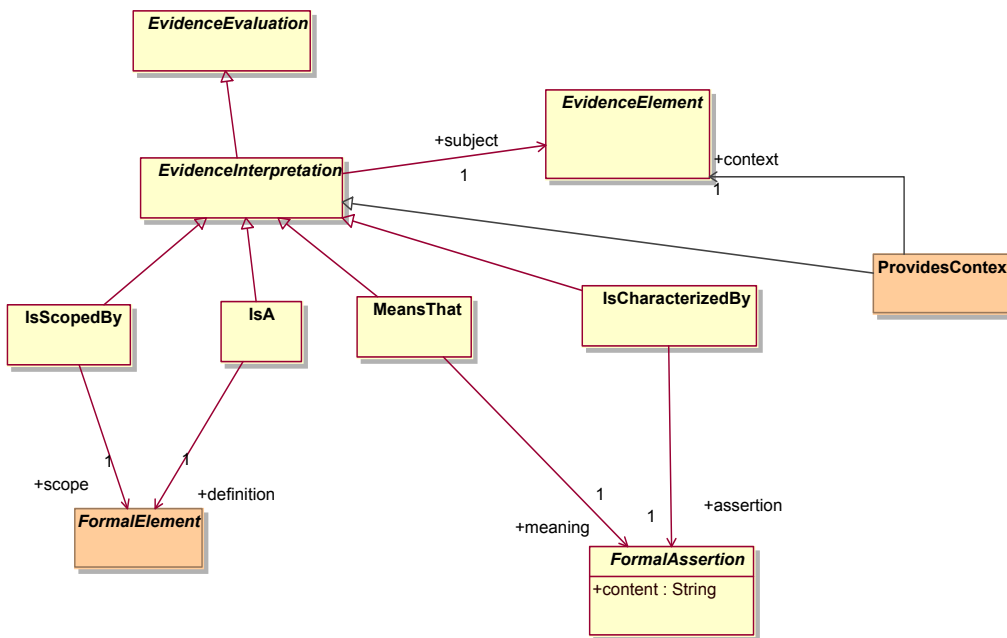 EvidenceEvaluation
EvidenceElement
+subject
1
+context
1
EvidenceInterpretation
ProvidesContex
IsScopedBy
IsA
MeansThat
IsCharacterizedBy
1
+scope
1
+definition
1
+meaning
1
+assertion
FormalElement
FormalAssertion
+content : String